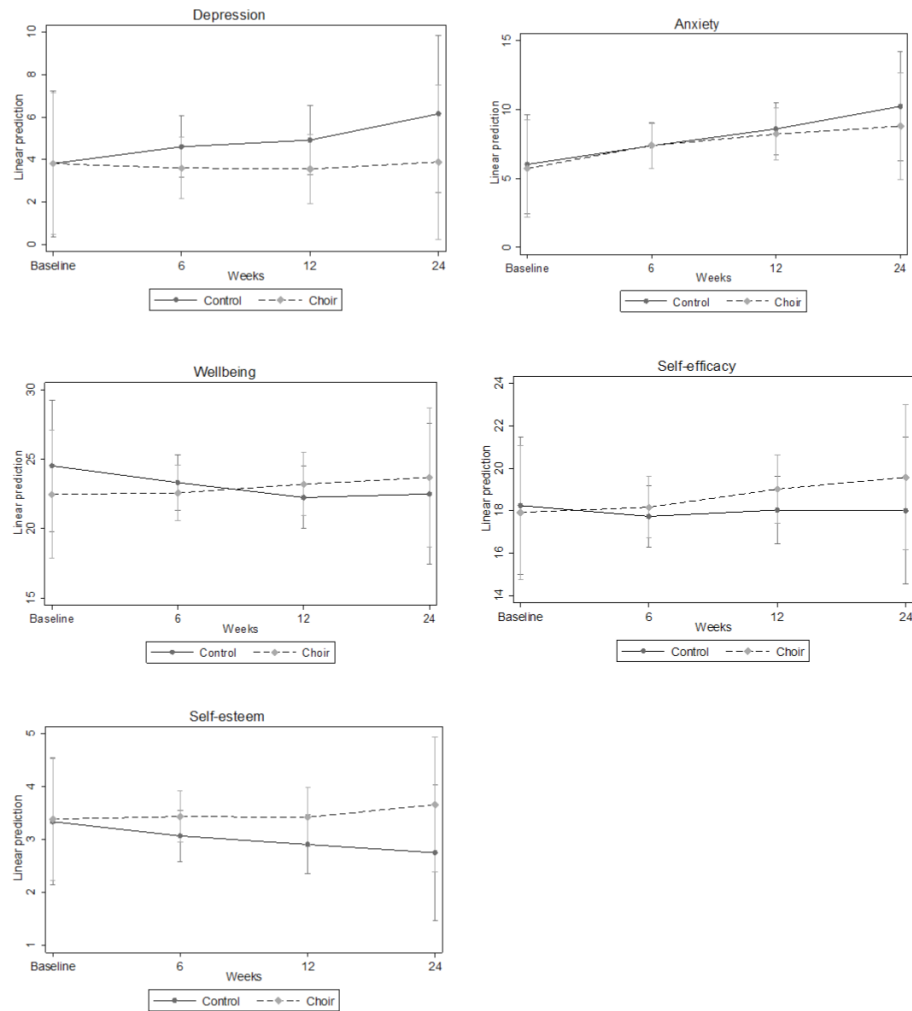 Depression
Linear prediction
0 2 4 6 8 10
Baseline 6 12 24
Weeks
Control Choir
Anxiety
Linear prediction
0 5 10 15
Baseline 6 12 24
Weeks
Control Choir
Wellbeing
Linear prediction
15 20 25 30
Baseline 6 12 24
Weeks
Control Choir
Self-efficacy
Linear prediction
14 16 18 20 22 24
Baseline 6 12 24
Weeks
Control Choir
Self-esteem
Linear prediction
1 2 3 4 5
Baseline 6 12 24
Weeks
Control Choir